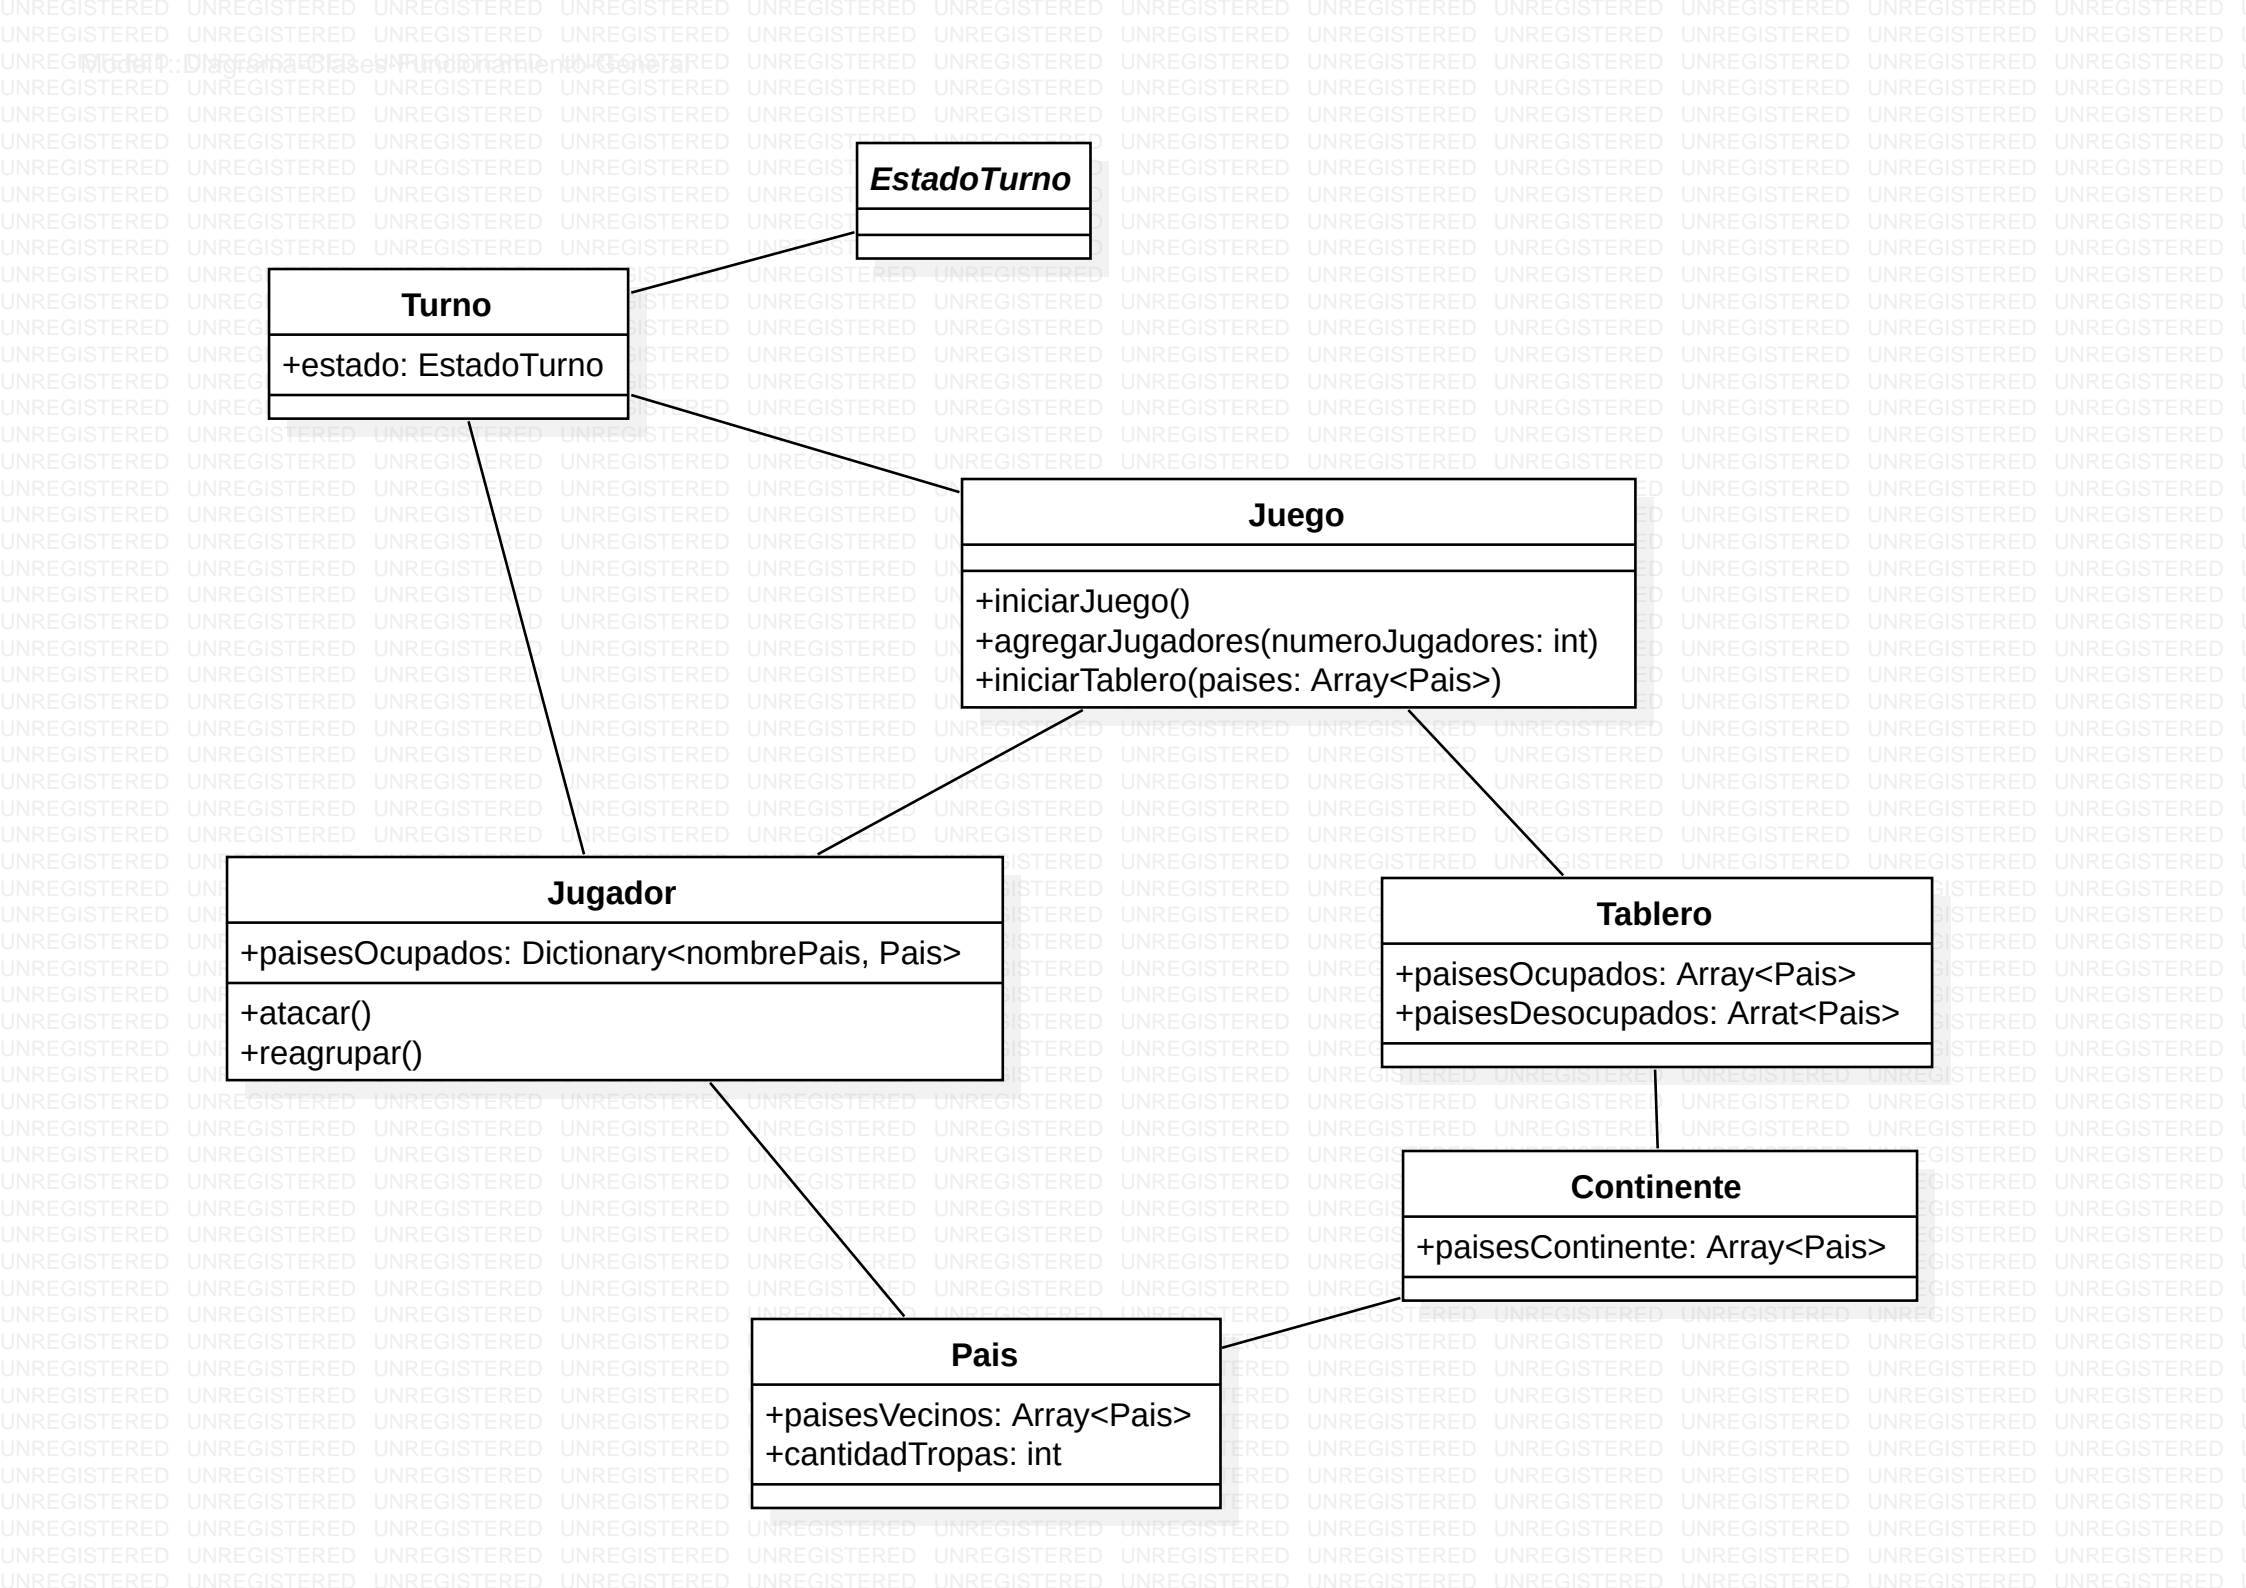 Model1::Diagrama-Clases-Funcionamiento-General
EstadoTurno
Turno
+estado: EstadoTurno
Juego
+iniciarJuego()
+agregarJugadores(numeroJugadores: int)
+iniciarTablero(paises: Array<Pais>)
Jugador
+paisesOcupados: Dictionary<nombrePais, Pais>
+atacar()
+reagrupar()
Tablero
+paisesOcupados: Array<Pais>
+paisesDesocupados: Arrat<Pais>
Continente
+paisesContinente: Array<Pais>
Pais
+paisesVecinos: Array<Pais>
+cantidadTropas: int
UNREGISTERED